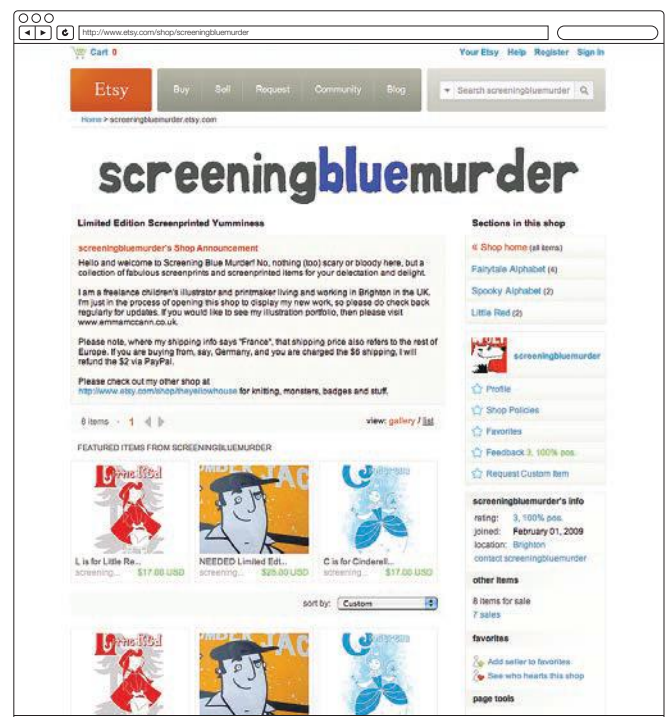 http://www.etsy.com/shop/screeningbluemurder
Cart 0
Your Etsy Help Register Sign In
Etsy
Buy Sell Request Community Blog
Search screeningbluemurder
Home > screeningbluemurder.etsy.com
screeningbluemurder
Limited Edition Screenprinted Yumminess
screeningbluemurder's Shop Announcement
Hello and welcome to Screening Blue Murder! No, nothing (too) scary or bloody here, but a
collection of fabulous screenprints and screenprinted items for your delectation and delight.
I am a freelance children's illustrator and printmaker living and working in Brighton in the UK.
I'm just in the process of opening this shop to display my new work, so please do check back
regularly for updates. If you would like to see my illustration portfolio, then please visit
www.emmamccann.co.uk.
Please note, where my shipping info says "France", that shipping price also refers to the rest of
Europe. If you are buying from, say, Germany, and you are charged the $6 shipping, I will
refund the $2 via PayPal.
Please check out my other shop at
http://www.etsy.com/shop/theyellowhouse for knitting, monsters, badges and stuff.
8 items · 1
view: gallery / list
FEATURED ITEMS FROM SCREENINGBLUEMURDER
L is for Little Re...
screening... $17.00 USD
NEEDED Limited Edt...
screening... $25.00 USD
C is for Cinderell...
screening... $17.00 USD
sort by: Custom
Sections in this shop
« Shop home (all items)
Fairytale Alphabet (4)
Spooky Alphabet (2)
Little Red (2)
screeningbluemurder
Profile
Shop Policies
Favorites
Feedback 3, 100% pos.
Request Custom Item
screeningbluemurder's info
rating: 3, 100% pos.
joined: February 01, 2009
location: Brighton
contact screeningbluemurder
other items
8 items for sale
7 sales
favorites
Add seller to favorites
See who hearts this shop
page tools